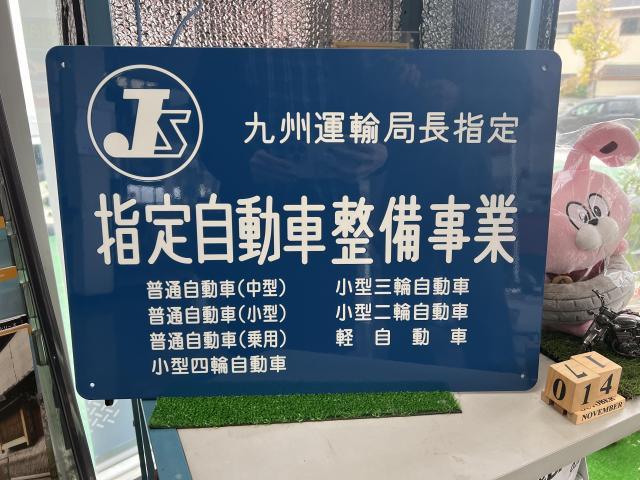 JS
九州運輸局長指定
指定自動車整備事業
普通自動車(中型)
普通自動車(小型)
普通自動車(乗用)
小型四輪自動車
小型三輪自動車
小型二輪自動車
軽自動車
0 14
NOVEMBER